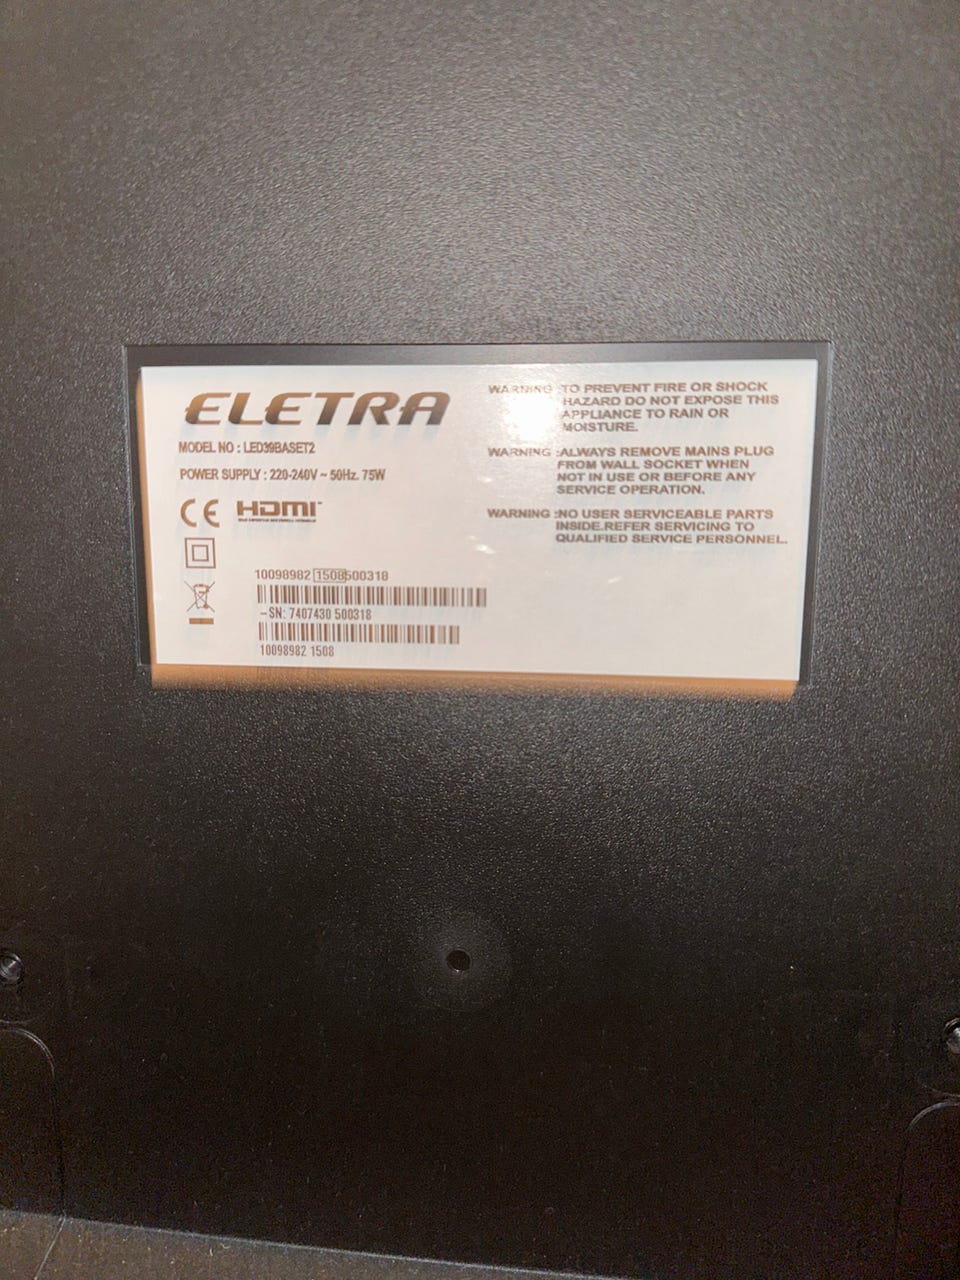 ELETRA
MODEL NO : LED39BASET2
POWER SUPPLY : 220-240V ~ 50Hz. 75W
CE HDMI
10098982 1508500318
-SN: 7407430 500318
10098982 1508
WARNING :TO PREVENT FIRE OR SHOCK
HAZARD DO NOT EXPOSE THIS
APPLIANCE TO RAIN OR
MOISTURE.
WARNING :ALWAYS REMOVE MAINS PLUG
FROM WALL SOCKET WHEN
NOT IN USE OR BEFORE ANY
SERVICE OPERATION.
WARNING :NO USER SERVICEABLE PARTS
INSIDE.REFER SERVICING TO
QUALIFIED SERVICE PERSONNEL.